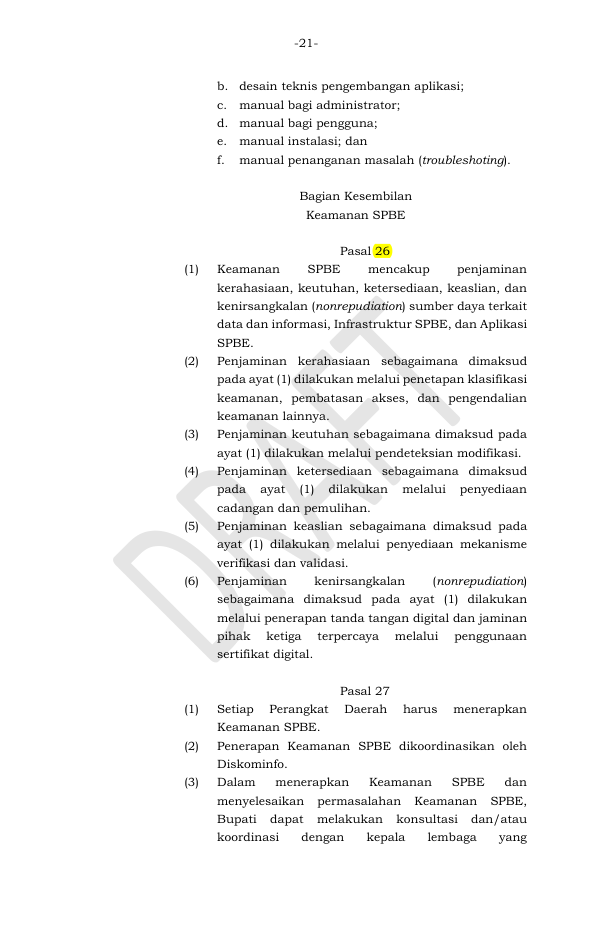 -21-
b. desain teknis pengembangan aplikasi;
c. manual bagi administrator;
d. manual bagi pengguna;
e. manual instalasi; dan
f. manual penanganan masalah (troubleshoting).
Bagian Kesembilan
Keamanan SPBE
Pasal 26
(1) Keamanan SPBE mencakup penjaminan
kerahasiaan, keutuhan, ketersediaan, keaslian, dan
kenirsangkalan (nonrepudiation) sumber daya terkait
data dan informasi, Infrastruktur SPBE, dan Aplikasi
SPBE.
(2) Penjaminan kerahasiaan sebagaimana dimaksud
pada ayat (1) dilakukan melalui penetapan klasifikasi
keamanan, pembatasan akses, dan pengendalian
keamanan lainnya.
(3) Penjaminan keutuhan sebagaimana dimaksud pada
ayat (1) dilakukan melalui pendeteksian modifikasi.
(4) Penjaminan ketersediaan sebagaimana dimaksud
pada ayat (1) dilakukan melalui penyediaan
cadangan dan pemulihan.
(5) Penjaminan keaslian sebagaimana dimaksud pada
ayat (1) dilakukan melalui penyediaan mekanisme
verifikasi dan validasi.
(6) Penjaminan kenirsangkalan (nonrepudiation)
sebagaimana dimaksud pada ayat (1) dilakukan
melalui penerapan tanda tangan digital dan jaminan
pihak ketiga terpercaya melalui penggunaan
sertifikat digital.
Pasal 27
(1) Setiap Perangkat Daerah harus menerapkan
Keamanan SPBE.
(2) Penerapan Keamanan SPBE dikoordinasikan oleh
Diskominfo.
(3) Dalam menerapkan Keamanan SPBE dan
menyelesaikan permasalahan Keamanan SPBE,
Bupati dapat melakukan konsultasi dan/atau
koordinasi dengan kepala lembaga yang
DRAFT